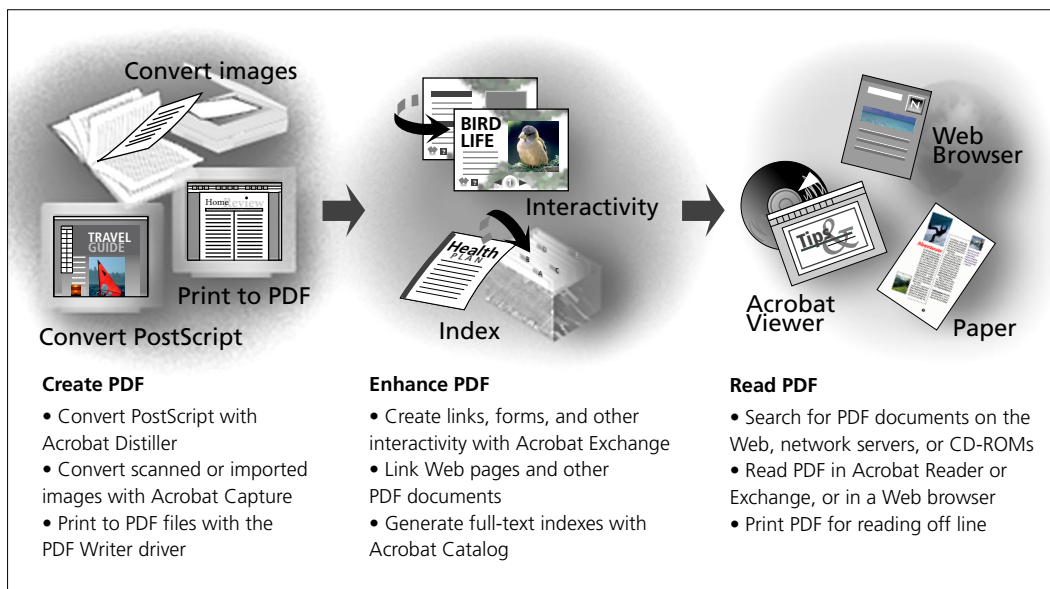 Convert images
Home Review
TRAVEL
GUIDE
Print to PDF
Convert PostScript
BIRD
LIFE
Interactivity
Health
PLAN
B
A
C
Index
N
Web
Browser
Tips
&
Acrobat
Viewer
Paper
Create PDF
• Convert PostScript with
Acrobat Distiller
• Convert scanned or imported
images with Acrobat Capture
• Print to PDF files with the
PDF Writer driver
Enhance PDF
• Create links, forms, and other
interactivity with Acrobat Exchange
• Link Web pages and other
PDF documents
• Generate full-text indexes with
Acrobat Catalog
Read PDF
• Search for PDF documents on the
Web, network servers, or CD-ROMs
• Read PDF in Acrobat Reader or
Exchange, or in a Web browser
• Print PDF for reading off line